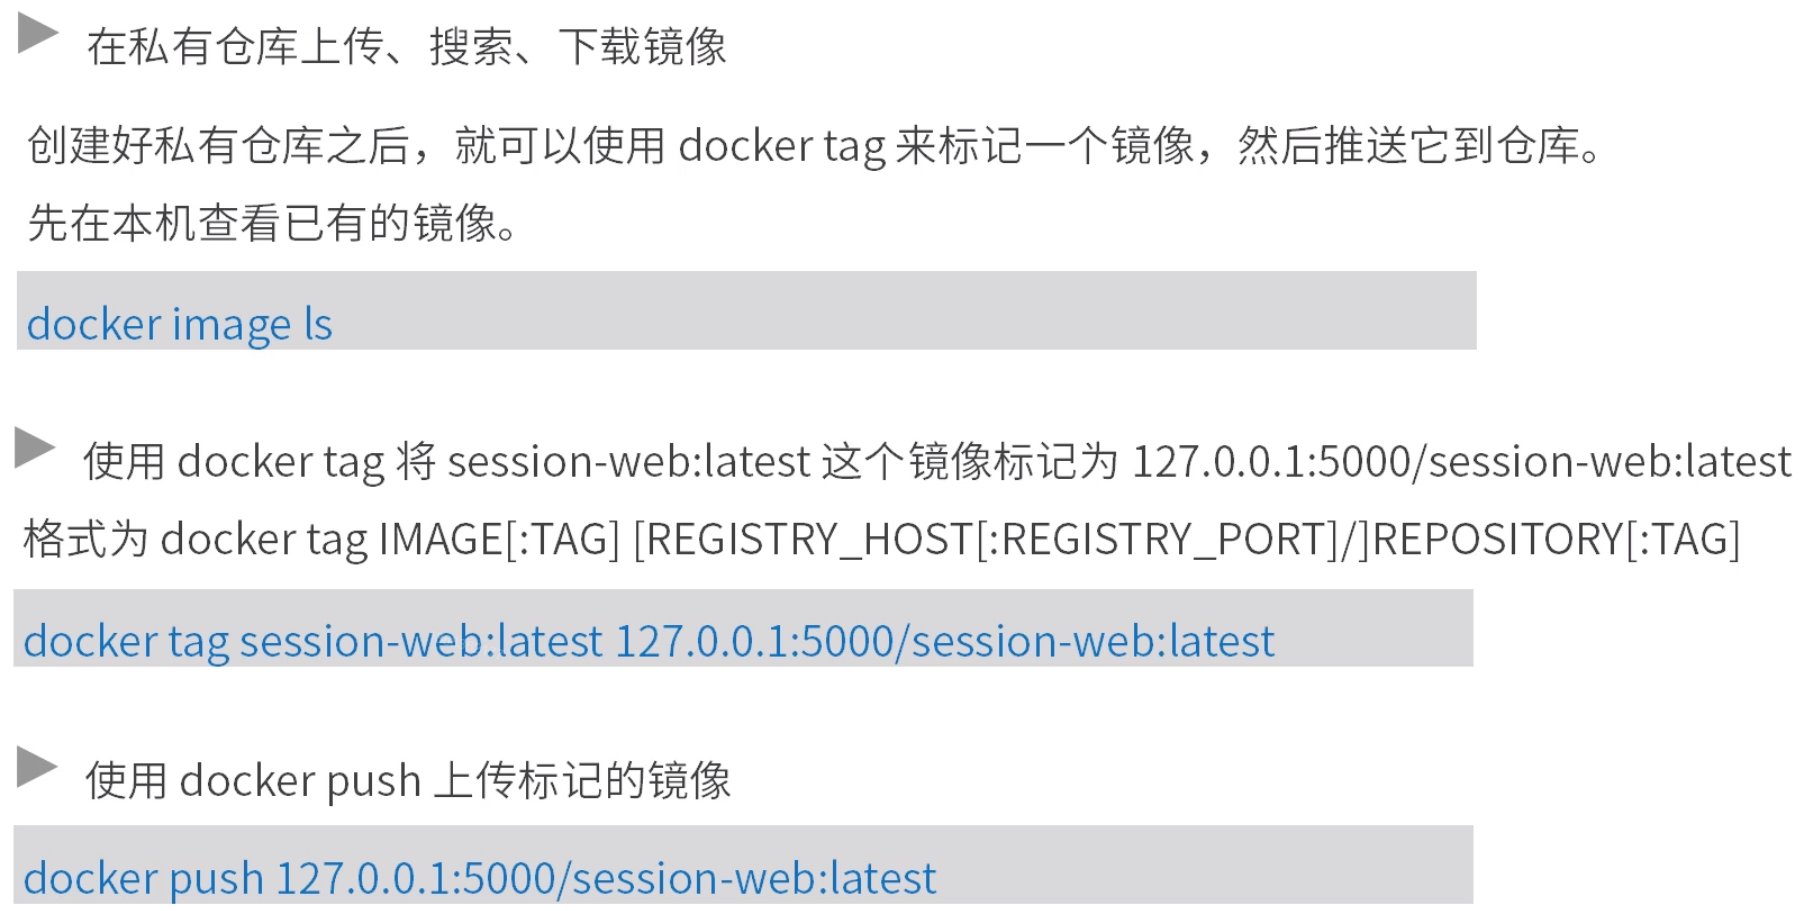 在私有仓库上传、搜索、下载镜像
创建好私有仓库之后，就可以使用 docker tag 来标记一个镜像，然后推送它到仓库。
先在本机查看已有的镜像。
docker image ls
使用 docker tag 将 session-web:latest 这个镜像标记为 127.0.0.1:5000/session-web:latest
格式为 docker tag IMAGE[:TAG] [REGISTRY_HOST[:REGISTRY_PORT]/]REPOSITORY[:TAG]
docker tag session-web:latest 127.0.0.1:5000/session-web:latest
使用 docker push 上传标记的镜像
docker push 127.0.0.1:5000/session-web:latest